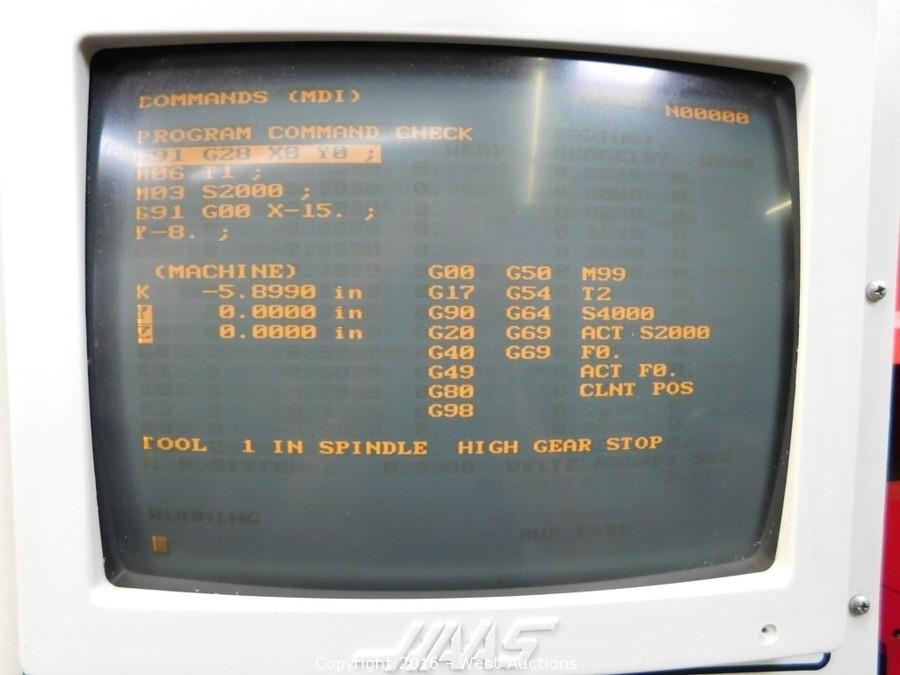 COMMANDS (MDI)
N00000
PROGRAM COMMAND CHECK
G91 G28 X0 Y0 ;
M06 T1 ;
M03 S2000 ;
G91 G00 X-15. ;
Y-8. ;
(MACHINE) G00 G50 M99
X -5.8990 in G17 G54 T2
Y 0.0000 in G90 G64 S4000
Z 0.0000 in G20 G69 ACT S2000
G40 G69 F0.
G49 ACT F0.
G80 CLNT POS
G98
TOOL 1 IN SPINDLE HIGH GEAR STOP
RUNNING
HAAS
Copyright 2016 - West Auctions